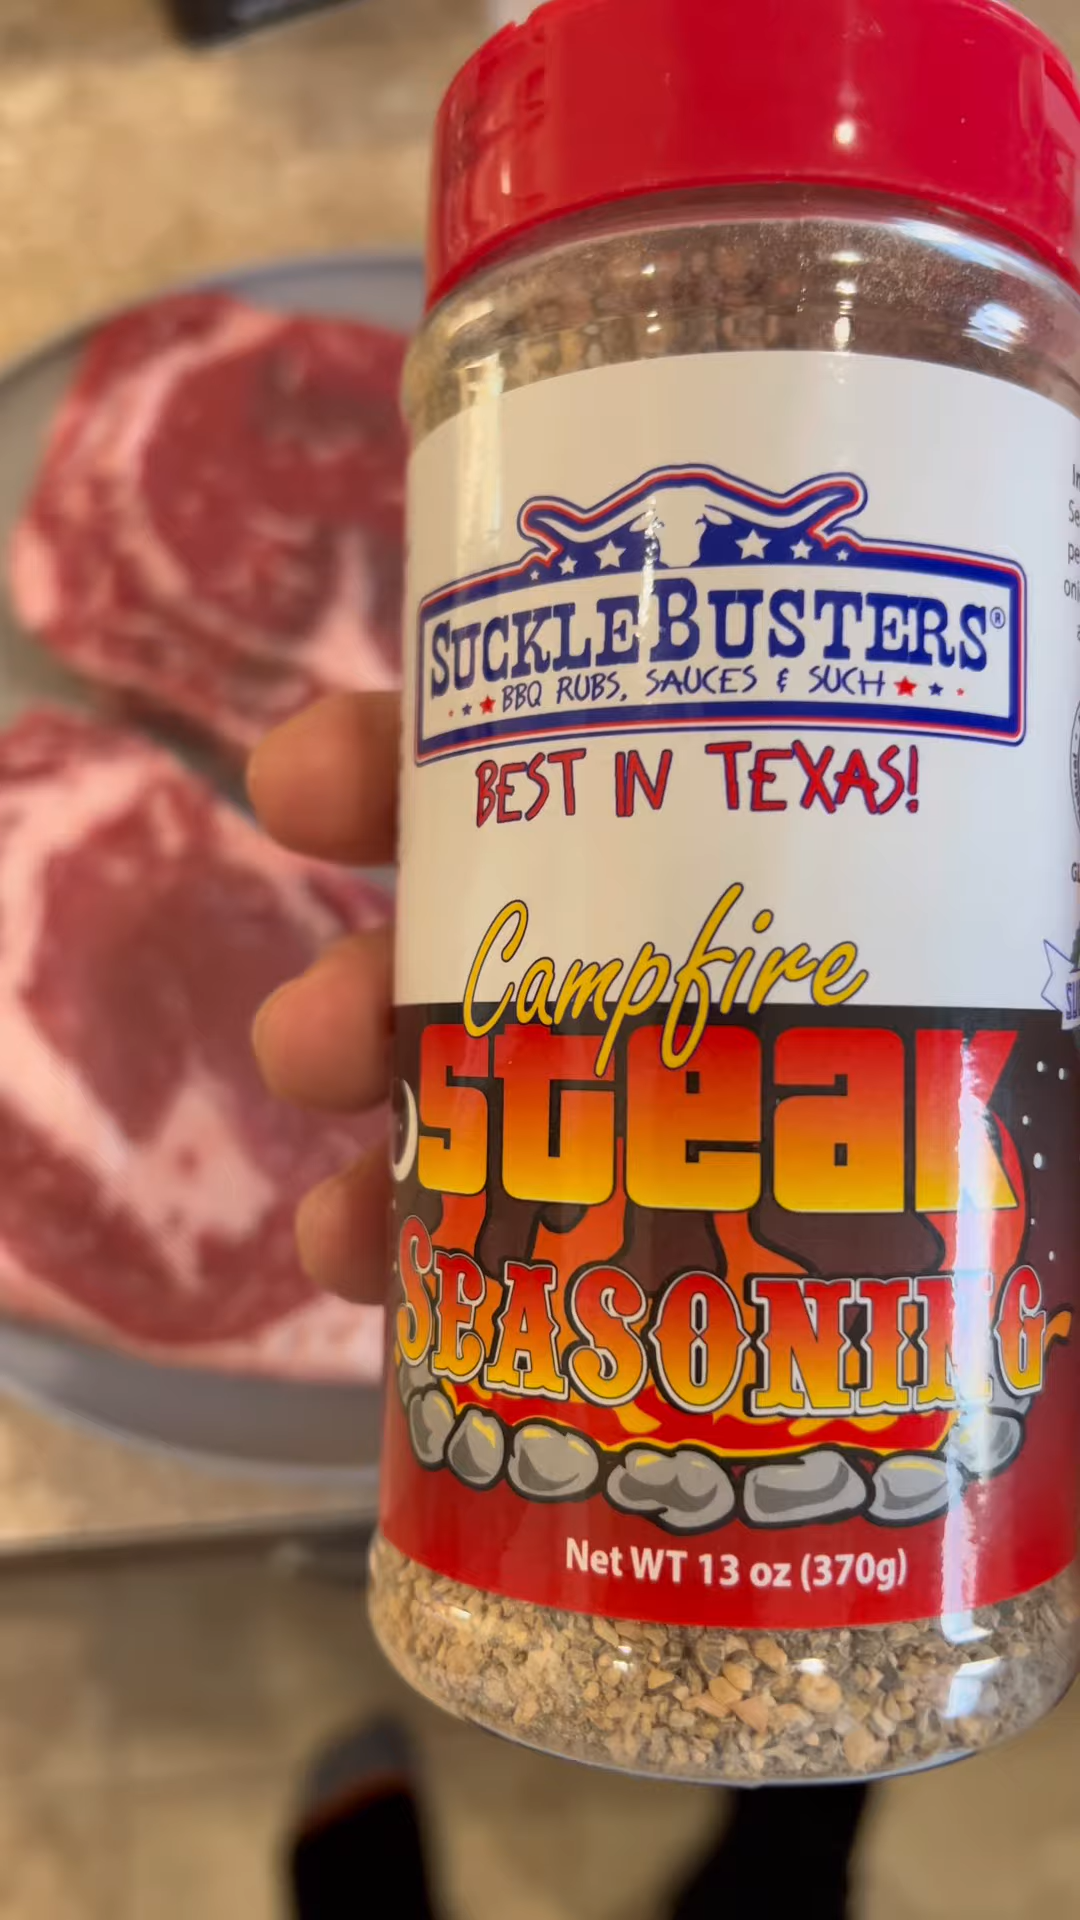 SUCKLEBUSTERS®
BBQ RUBS, SAUCES & SUCH
BEST IN TEXAS!
Campfire
steak
SEASONING
Net WT 13 oz (370g)